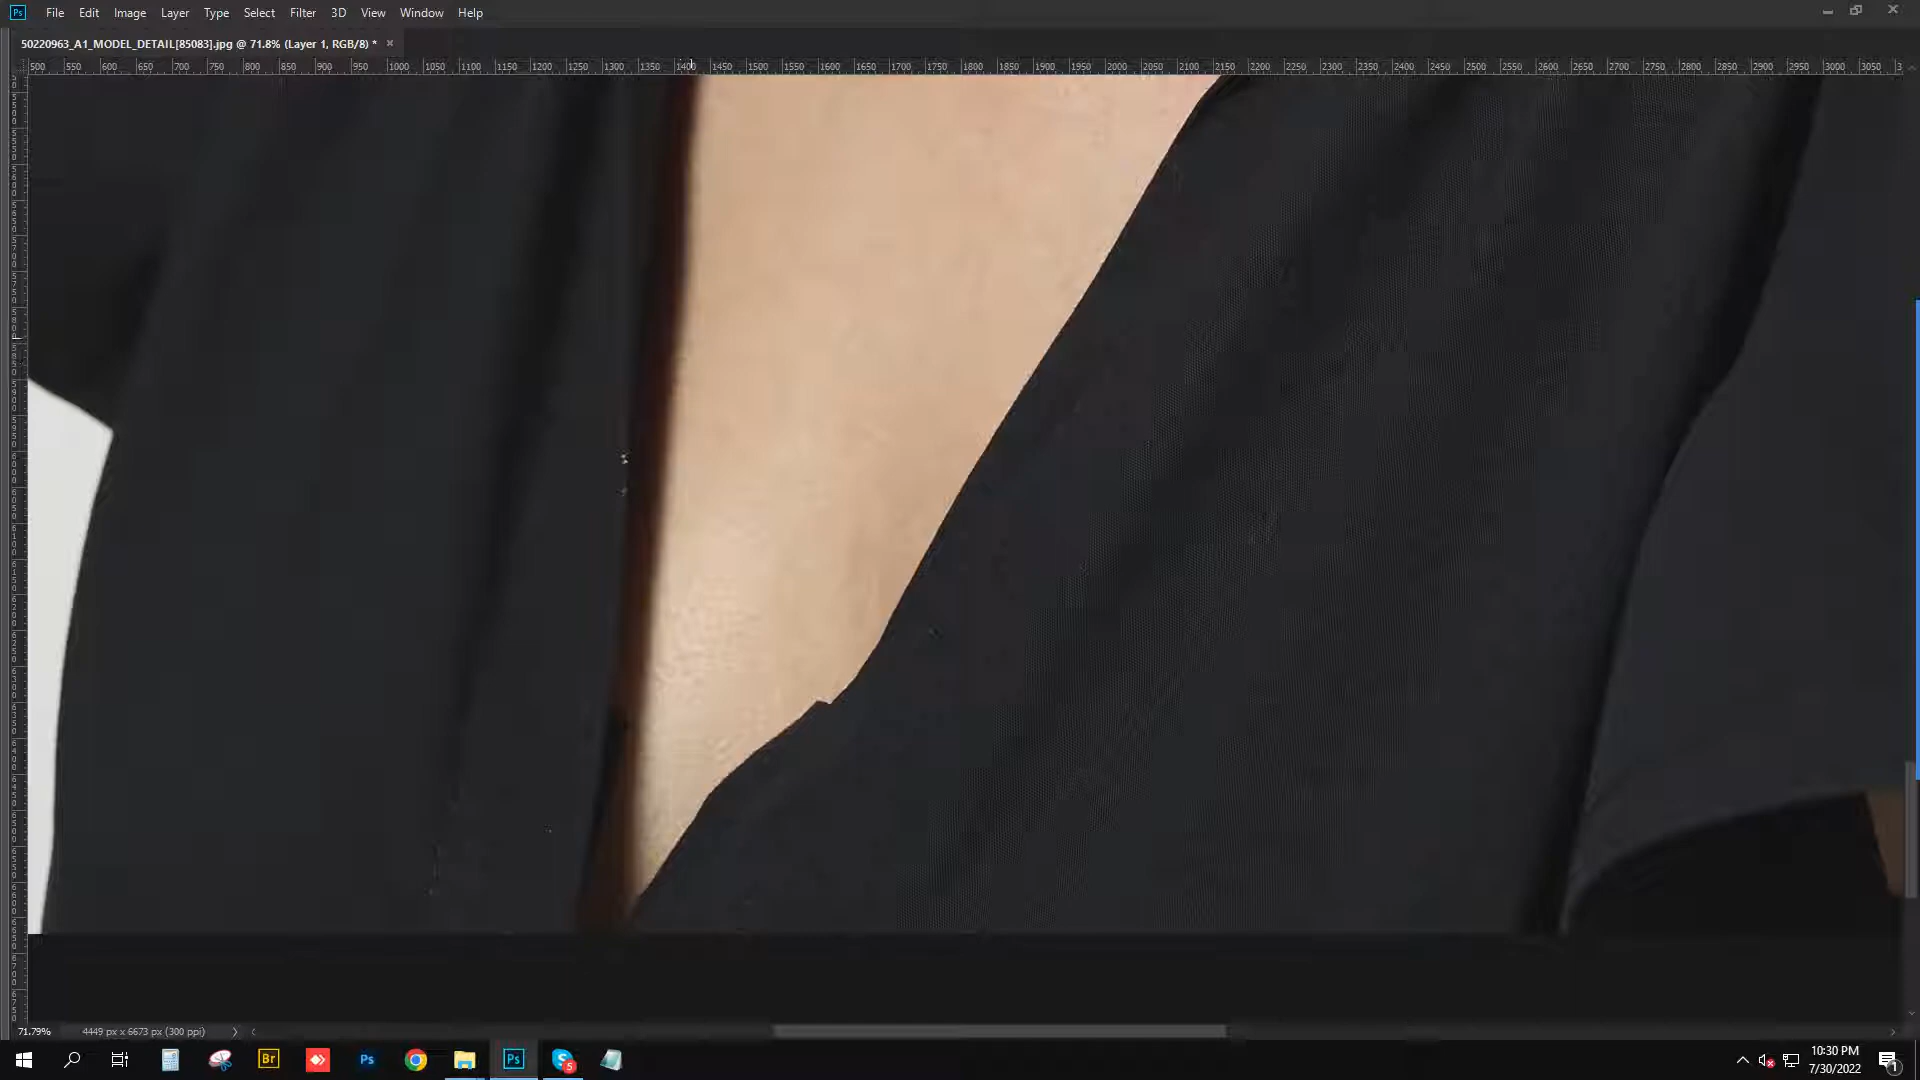 Ps File Edit Image Layer Type Select Filter 3D View Window Help
50220963_A1_MODEL_DETAIL[85083].jpg @ 71.8% (Layer 1, RGB/8) * ×
500 550 600 650 700 750 800 850 900 950 1000 1050 1100 1150 1200 1250 1300 1350 1400 1450 1500 1550 1600 1650 1700 1750 1800 1850 1900 1950 2000 2050 2100 2150 2200 2250 2300 2350 2400 2450 2500 2550 2600 2650 2700 2750 2800 2850 2900 2950 3000 3050 3
71.79% 4449 px x 6673 px (300 ppi)
Br Ps Ps S 5
10:30 PM
7/30/2022
1